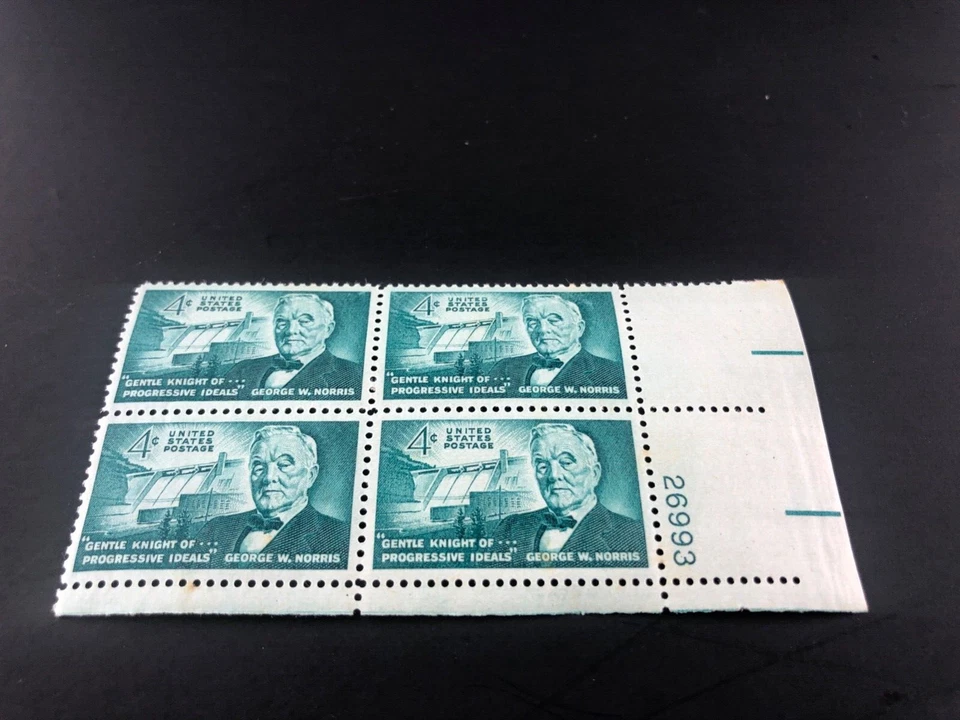 4¢ UNITED
STATES
POSTAGE
"GENTLE KNIGHT OF ...
PROGRESSIVE IDEALS" GEORGE W. NORRIS
4¢ UNITED
STATES
POSTAGE
"GENTLE KNIGHT OF ...
PROGRESSIVE IDEALS" GEORGE W. NORRIS
4¢ UNITED
STATES
POSTAGE
"GENTLE KNIGHT OF ...
PROGRESSIVE IDEALS" GEORGE W. NORRIS
4¢ UNITED
STATES
POSTAGE
"GENTLE KNIGHT OF ...
PROGRESSIVE IDEALS" GEORGE W. NORRIS
26993